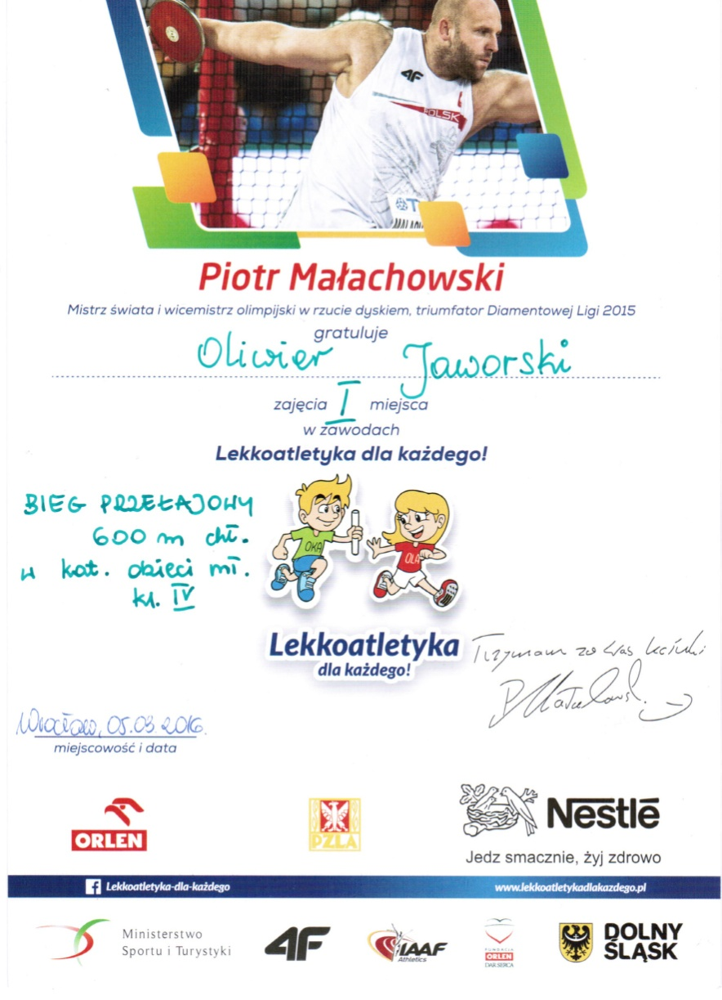 4F
POLSK
Piotr Małachowski
Mistrz świata i wicemistrz olimpijski w rzucie dyskiem, triumfator Diamentowej Ligi 2015
gratuluje
Oliwier Jaworski
zajęcia I miejsca
w zawodach
Lekkoatletyka dla każdego!
BIEG PRZEŁAJOWY
600 m chł.
w kat. dzieci mł.
kl. IV
OKA
OLA
Lekkoatletyka
dla każdego!
Trzymam za Was kciuki
Wrocław, 05.03.2016.
miejscowość i data
ORLEN
PZLA
Nestlé
Jedz smacznie, żyj zdrowo
Lekkoatletyka-dla-każdego
www.lekkoatletykadlakazdego.pl
Ministerstwo
Sportu i Turystyki
4F
IAAF
Athletics
FUNDACJA
ORLEN
DAR SERCA
DOLNY
ŚLĄSK